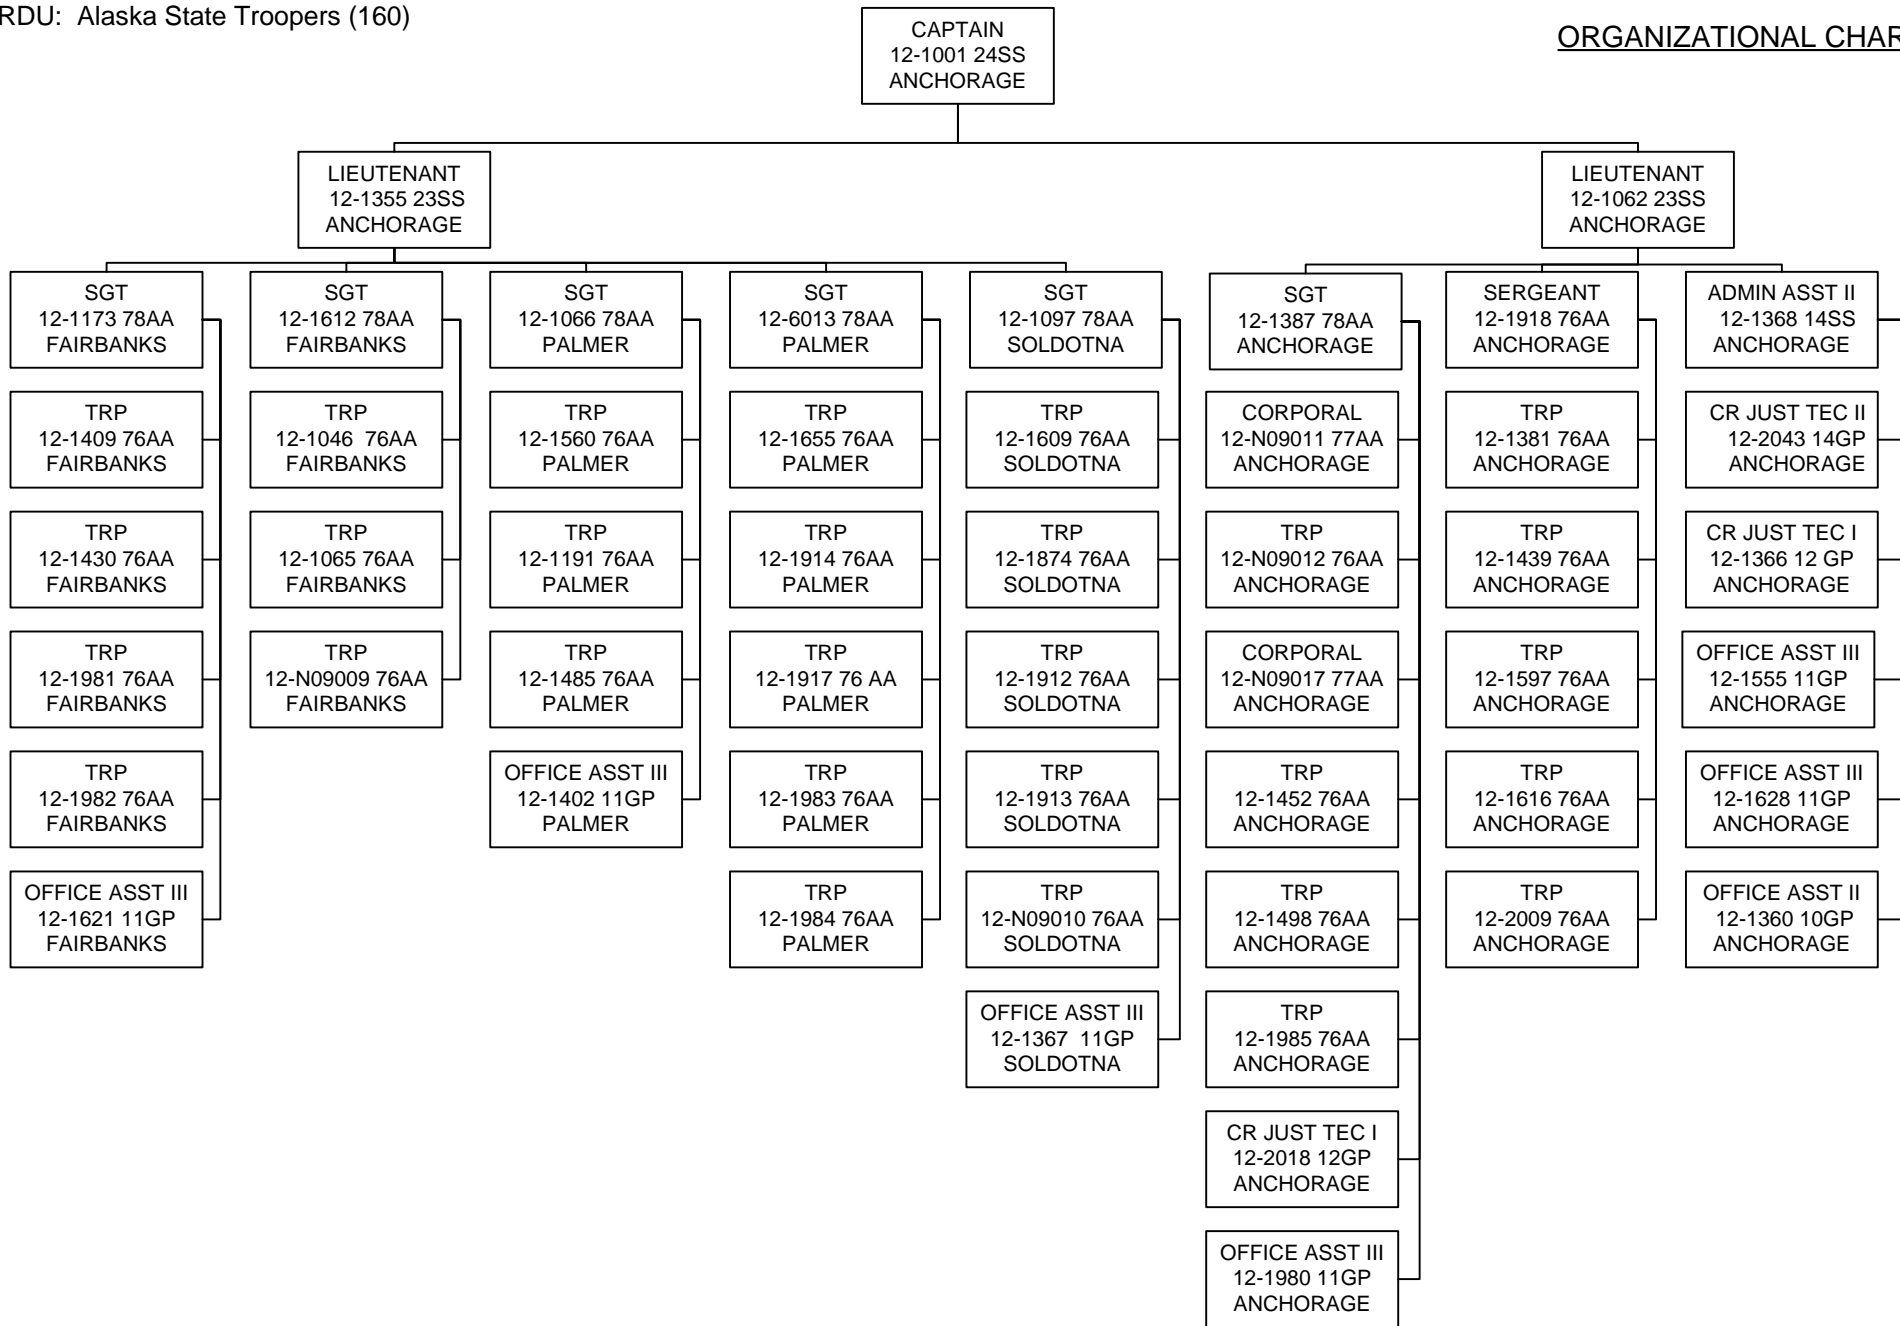 RDU: Alaska State Troopers (160)
ORGANIZATIONAL CHAR
CAPTAIN
12-1001 24SS
ANCHORAGE
LIEUTENANT
12-1355 23SS
ANCHORAGE
LIEUTENANT
12-1062 23SS
ANCHORAGE
SGT
12-1173 78AA
FAIRBANKS
TRP
12-1409 76AA
FAIRBANKS
TRP
12-1430 76AA
FAIRBANKS
TRP
12-1981 76AA
FAIRBANKS
TRP
12-1982 76AA
FAIRBANKS
OFFICE ASST III
12-1621 11GP
FAIRBANKS
SGT
12-1612 78AA
FAIRBANKS
TRP
12-1046 76AA
FAIRBANKS
TRP
12-1065 76AA
FAIRBANKS
TRP
12-N09009 76AA
FAIRBANKS
SGT
12-1066 78AA
PALMER
TRP
12-1560 76AA
PALMER
TRP
12-1191 76AA
PALMER
TRP
12-1485 76AA
PALMER
OFFICE ASST III
12-1402 11GP
PALMER
SGT
12-6013 78AA
PALMER
TRP
12-1655 76AA
PALMER
TRP
12-1914 76AA
PALMER
TRP
12-1917 76 AA
PALMER
TRP
12-1983 76AA
PALMER
TRP
12-1984 76AA
PALMER
SGT
12-1097 78AA
SOLDOTNA
TRP
12-1609 76AA
SOLDOTNA
TRP
12-1874 76AA
SOLDOTNA
TRP
12-1912 76AA
SOLDOTNA
TRP
12-1913 76AA
SOLDOTNA
TRP
12-N09010 76AA
SOLDOTNA
OFFICE ASST III
12-1367 11GP
SOLDOTNA
SGT
12-1387 78AA
ANCHORAGE
CORPORAL
12-N09011 77AA
ANCHORAGE
TRP
12-N09012 76AA
ANCHORAGE
CORPORAL
12-N09017 77AA
ANCHORAGE
TRP
12-1452 76AA
ANCHORAGE
TRP
12-1498 76AA
ANCHORAGE
TRP
12-1985 76AA
ANCHORAGE
CR JUST TEC I
12-2018 12GP
ANCHORAGE
OFFICE ASST III
12-1980 11GP
ANCHORAGE
SERGEANT
12-1918 76AA
ANCHORAGE
TRP
12-1381 76AA
ANCHORAGE
TRP
12-1439 76AA
ANCHORAGE
TRP
12-1597 76AA
ANCHORAGE
TRP
12-1616 76AA
ANCHORAGE
TRP
12-2009 76AA
ANCHORAGE
ADMIN ASST II
12-1368 14SS
ANCHORAGE
CR JUST TEC II
12-2043 14GP
ANCHORAGE
CR JUST TEC I
12-1366 12 GP
ANCHORAGE
OFFICE ASST III
12-1555 11GP
ANCHORAGE
OFFICE ASST III
12-1628 11GP
ANCHORAGE
OFFICE ASST II
12-1360 10GP
ANCHORAGE